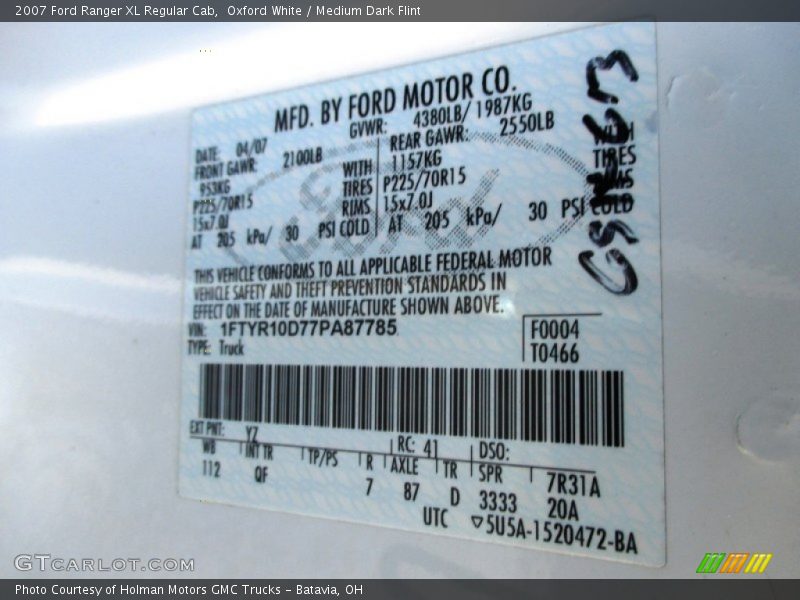 2007 Ford Ranger XL Regular Cab, Oxford White / Medium Dark Flint
MFD. BY FORD MOTOR CO.
DATE: 04/07 GVWR: 4380LB/ 1987KG
FRONT GAWR: 2100LB REAR GAWR: 2550LB
953KG WITH 1157KG WITH
P225/70R15 TIRES P225/70R15 TIRES
15x7.0J RIMS 15x7.0J RIMS
AT 205 kPa/ 30 PSI COLD AT 205 kPa/ 30 PSI COLD
Ford
THIS VEHICLE CONFORMS TO ALL APPLICABLE FEDERAL MOTOR
VEHICLE SAFETY AND THEFT PREVENTION STANDARDS IN
EFFECT ON THE DATE OF MANUFACTURE SHOWN ABOVE.
VIN: 1FTYR10D77PA87785 F0004
TYPE: Truck T0466
EXT PNT: YZ RC: 41 DSO:
WB INT TR TP/PS R AXLE TR SPR 7R31A
112 QF 7 87 D 3333 20A
UTC ▽5U5A-1520472-BA
GTCARLOT.COM
Photo Courtesy of Holman Motors GMC Trucks - Batavia, OH